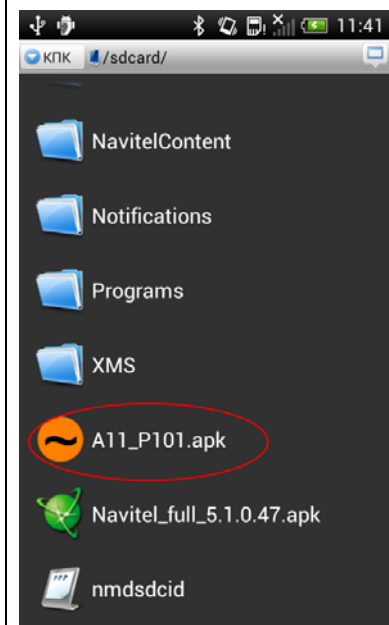 11:41
КПК /sdcard/
NavitelContent
Notifications
Programs
XMS
A11_P101.apk
Navitel_full_5.1.0.47.apk
nmdsdcid